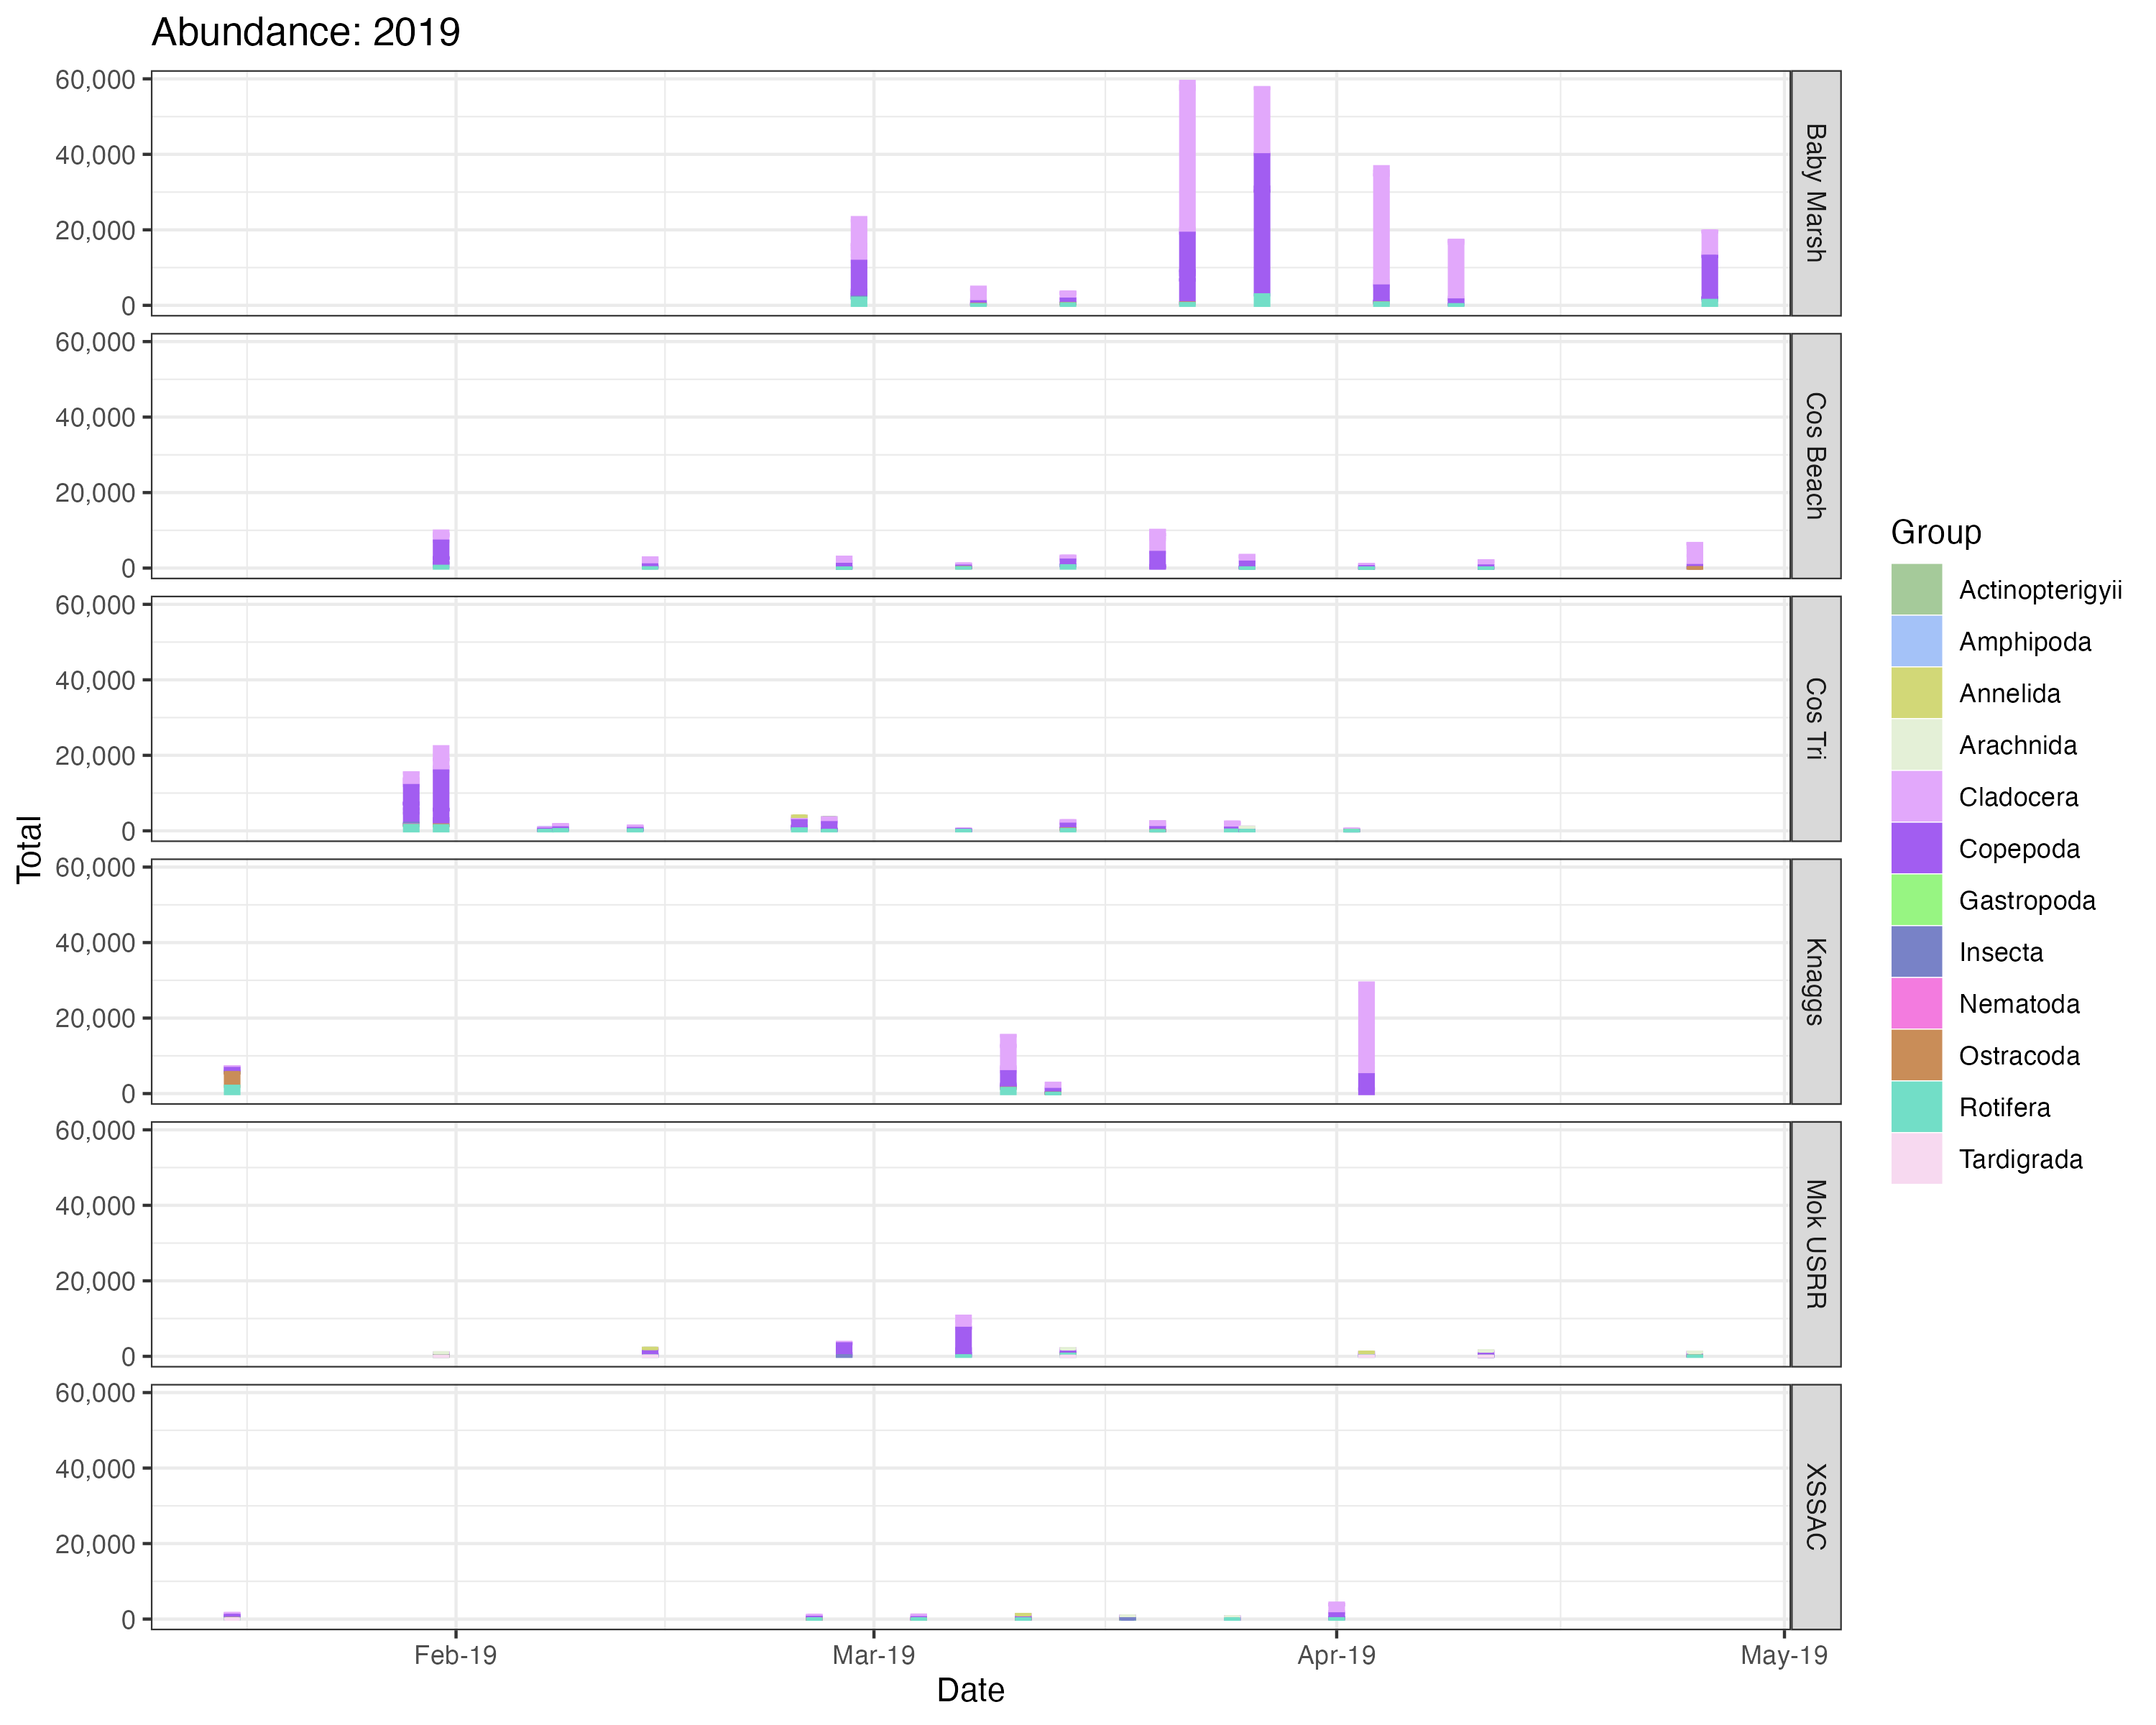 Abundance: 2019
60,000
40,000
20,000
0
Baby Marsh
60,000
40,000
20,000
0
Cos Beach
60,000
40,000
20,000
0
Cos Tri
60,000
40,000
20,000
0
Knaggs
60,000
40,000
20,000
0
Mok USRR
60,000
40,000
20,000
0
XSSAC
Total
Feb-19
Mar-19
Apr-19
May-19
Date
Group
Actinopterigyii
Amphipoda
Annelida
Arachnida
Cladocera
Copepoda
Gastropoda
Insecta
Nematoda
Ostracoda
Rotifera
Tardigrada